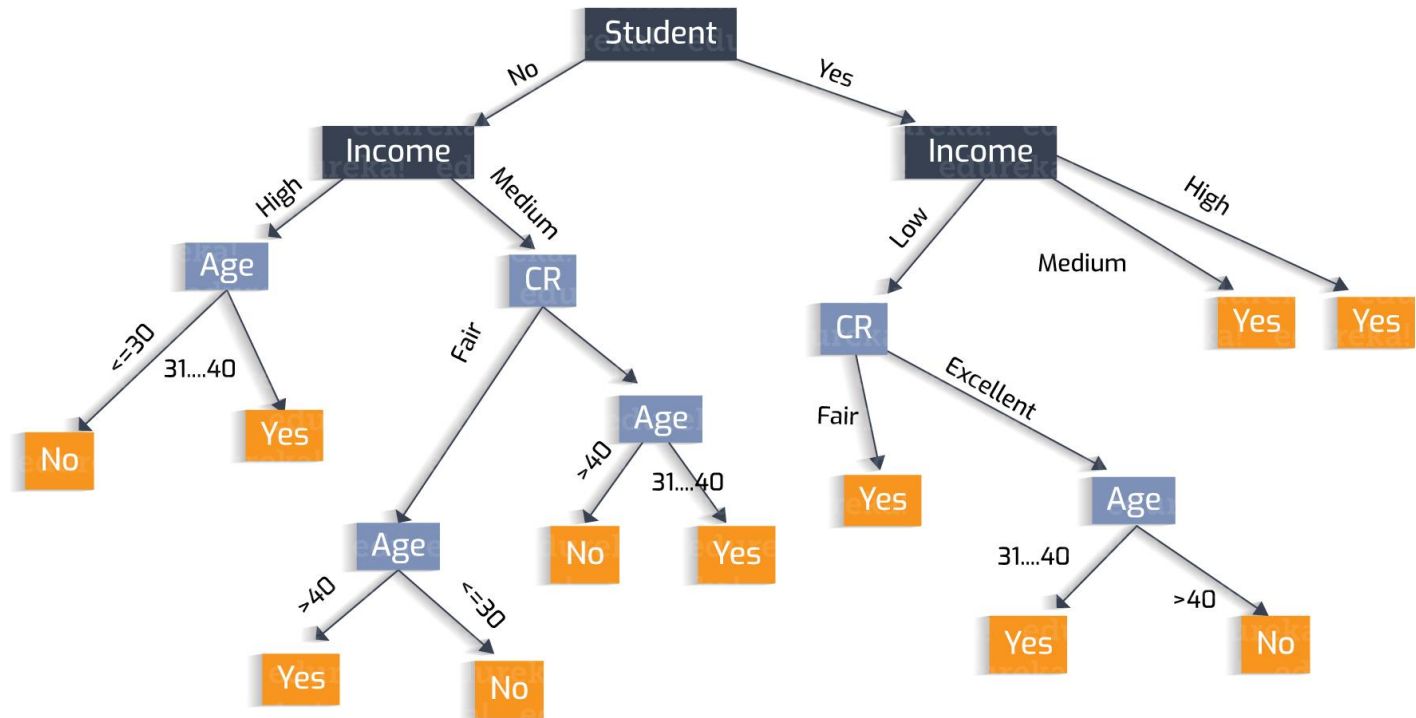 Student
No
Yes
Income
Income
High
Medium
Low
Medium
High
Age
CR
CR
Yes
Yes
<=30
31....40
Fair
Fair
Excellent
No
Yes
Age
>40
31....40
Yes
Age
Age
No
Yes
31....40
>40
>40
<=30
Yes
No
Yes
No
edureka!